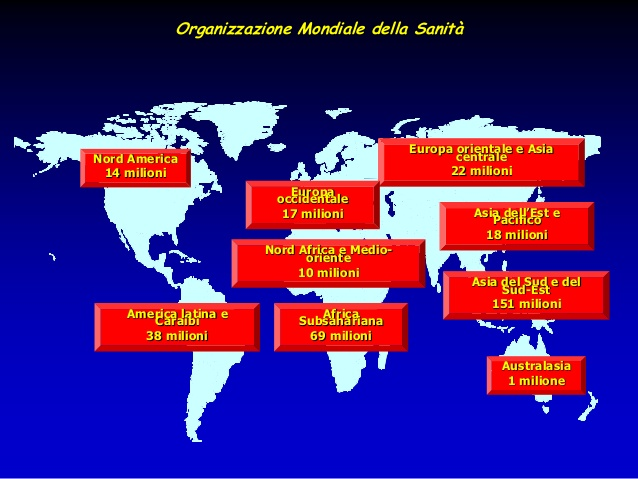 Organizzazione Mondiale della Sanità
Nord America
14 milioni
Europa orientale e Asia
centrale
22 milioni
Europa
occidentale
17 milioni
Asia dell'Est e
Pacifico
18 milioni
Nord Africa e Medio-
oriente
10 milioni
Asia del Sud e del
Sud-Est
151 milioni
America latina e
Caraibi
38 milioni
Africa
Subsahariana
69 milioni
Australasia
1 milione